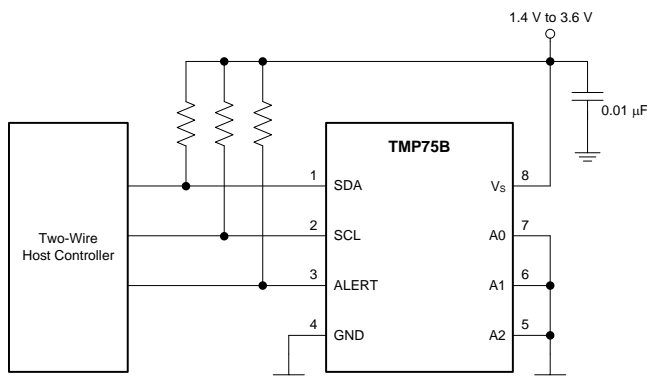 1.4 V to 3.6 V
0.01 μF
TMP75B
Two-Wire
Host Controller
1 SDA VS 8
2 SCL A0 7
3 ALERT A1 6
4 GND A2 5